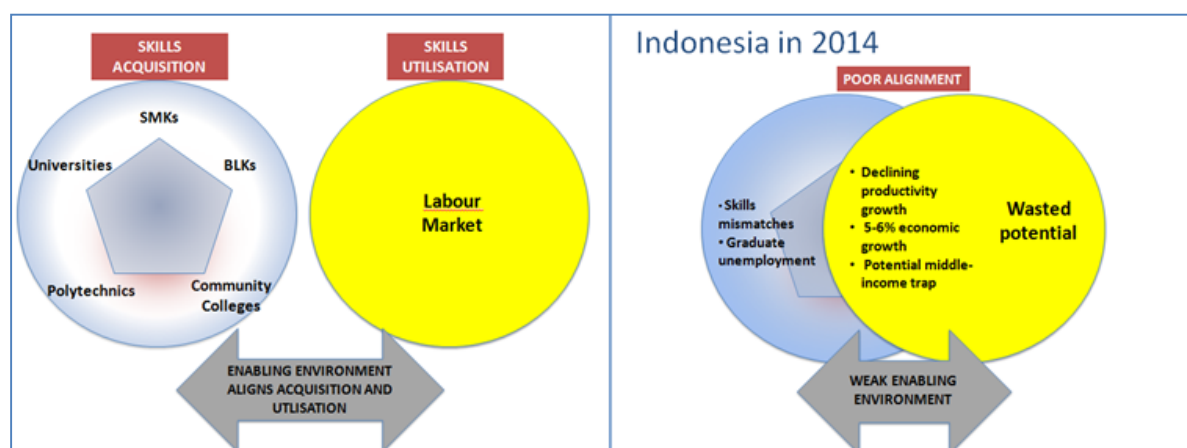 SKILLS
ACQUISITION
SKILLS
UTILISATION
SMKs
Universities
BLKs
Polytechnics
Community
Colleges
Labour
Market
ENABLING ENVIRONMENT
ALIGNS ACQUISITION AND
UTLISATION
Indonesia in 2014
POOR ALIGNMENT
• Skills
mismatches
• Graduate
unemployment
• Declining
productivity
growth
• 5-6% economic
growth
• Potential middle-
income trap
Wasted
potential
WEAK ENABLING
ENVIRONMENT